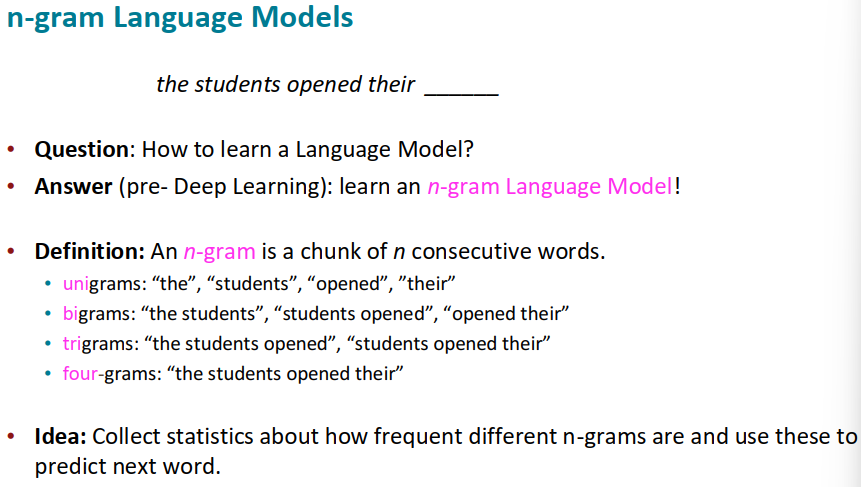 n-gram Language Models
the students opened their ______
• Question: How to learn a Language Model?
• Answer (pre- Deep Learning): learn an n-gram Language Model!
• Definition: An n-gram is a chunk of n consecutive words.
• unigrams: “the”, “students”, “opened”, ”their”
• bigrams: “the students”, “students opened”, “opened their”
• trigrams: “the students opened”, “students opened their”
• four-grams: “the students opened their”
• Idea: Collect statistics about how frequent different n-grams are and use these to
predict next word.